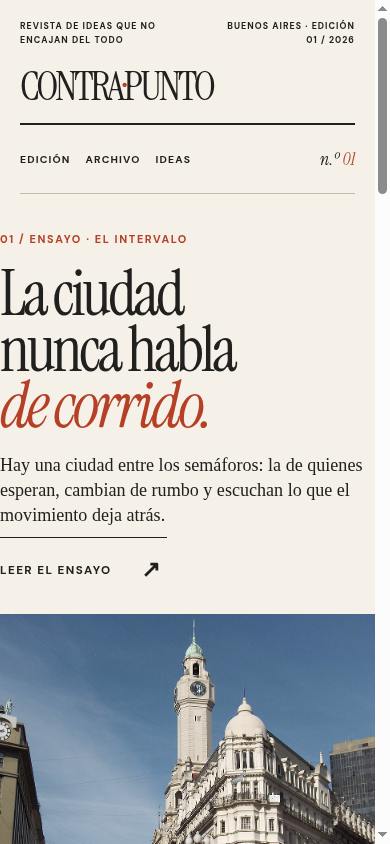 REVISTA DE IDEAS QUE NO
ENCAJAN DEL TODO
BUENOS AIRES · EDICIÓN
01 / 2026
CONTRAPUNTO
EDICIÓN ARCHIVO IDEAS
n.º 01
01 / ENSAYO · EL INTERVALO
La ciudad
nunca habla
de corrido.
Hay una ciudad entre los semáforos: la de quienes
esperan, cambian de rumbo y escuchan lo que el
movimiento deja atrás.
LEER EL ENSAYO ↗